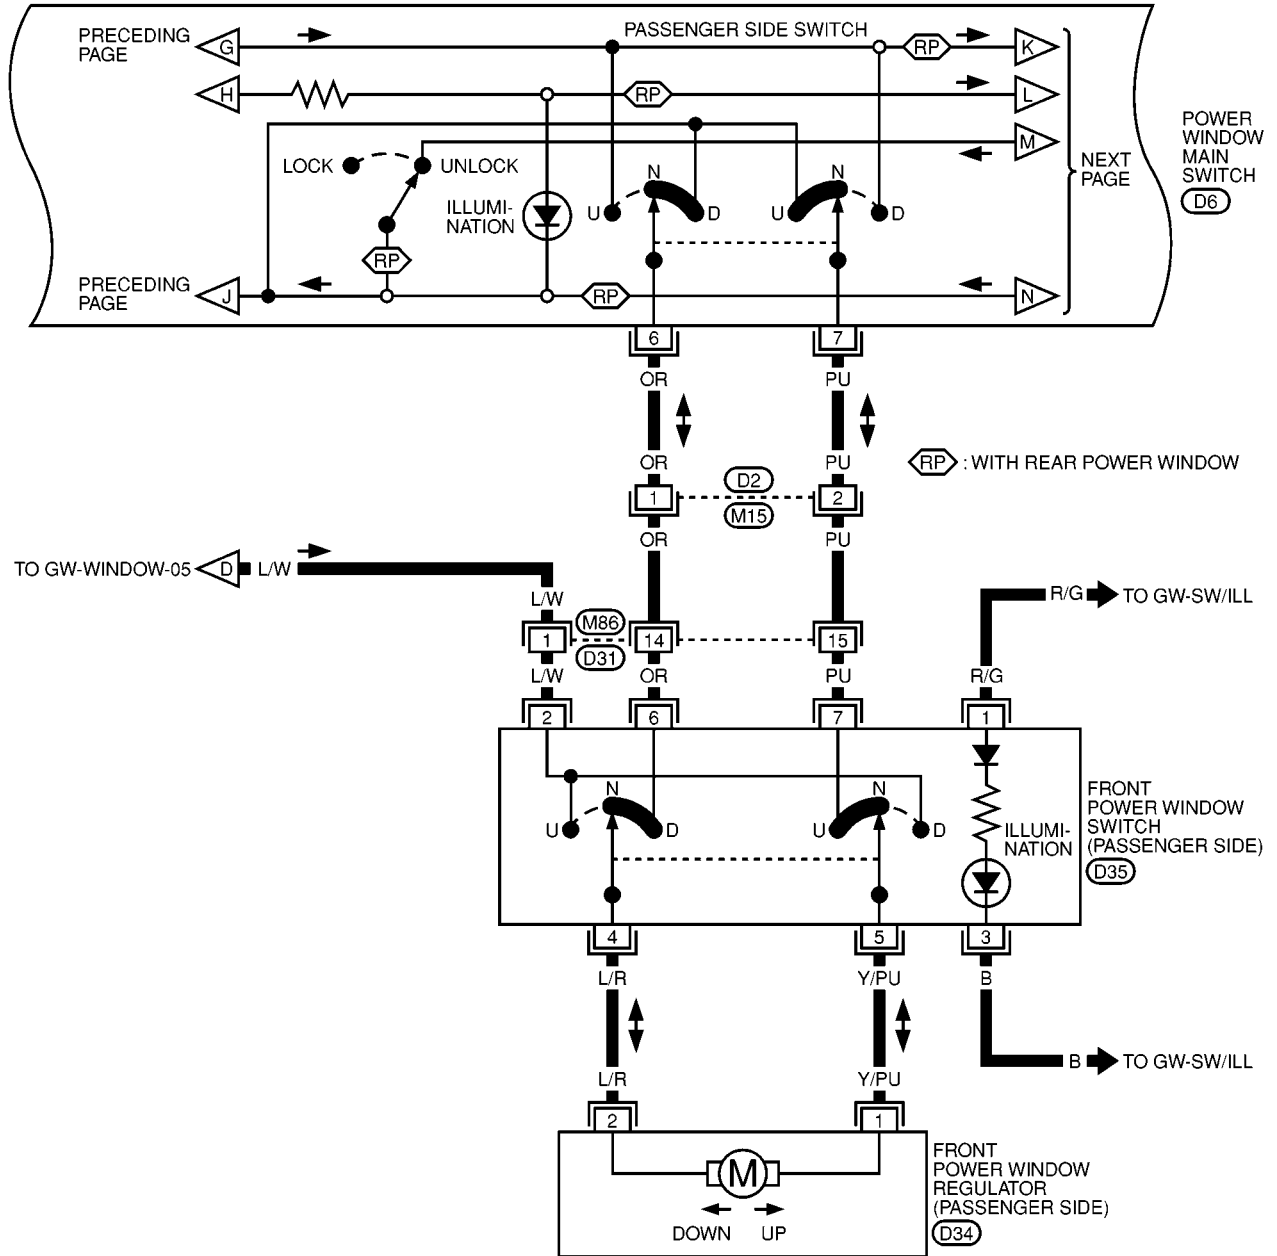 PRECEDING
PAGE
G
PASSENGER SIDE SWITCH
RP
K
H
RP
L
M
LOCK
UNLOCK
N
N
U
D
U
D
ILLUMI-
NATION
NEXT
PAGE
POWER
WINDOW
MAIN
SWITCH
D6
RP
PRECEDING
PAGE
J
RP
N
6
7
OR
PU
OR
PU
RP : WITH REAR POWER WINDOW
1
D2
M15
2
OR
PU
TO GW-WINDOW-05
D
L/W
L/W
R/G
TO GW-SW/ILL
1
M86
D31
14
15
L/W
OR
PU
R/G
2
6
7
1
N
N
U
D
U
D
ILLUMI-
NATION
FRONT
POWER WINDOW
SWITCH
(PASSENGER SIDE)
D35
4
5
3
L/R
Y/PU
B
B
TO GW-SW/ILL
L/R
Y/PU
2
1
M
DOWN
UP
FRONT
POWER WINDOW
REGULATOR
(PASSENGER SIDE)
D34